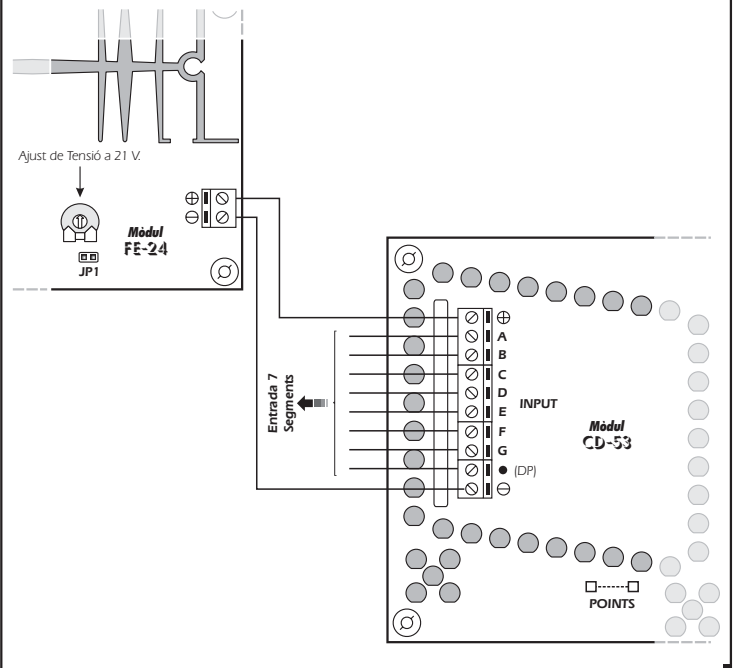 Ajust de Tensió a 21 V.
⊕
⊖
Mòdul
FE-24
JP1
Entrada 7
Segments
⊕
A
B
C
D
E
F
G
● (DP)
⊖
INPUT
Mòdul
CD-53
POINTS